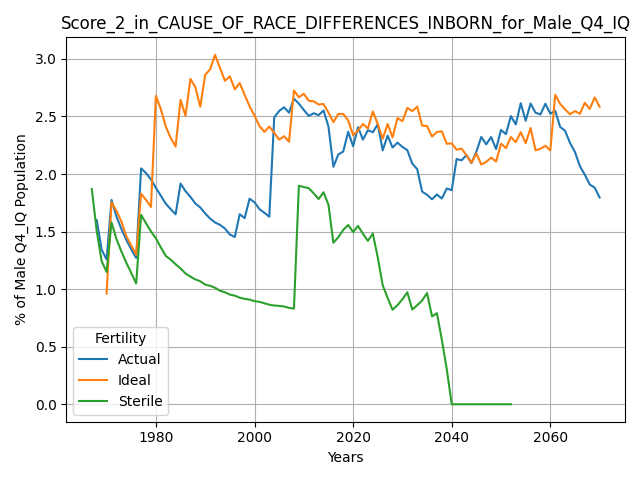 Score_2_in_CAUSE_OF_RACE_DIFFERENCES_INBORN_for_Male_Q4_IQ
% of Male Q4_IQ Population
3.0
2.5
2.0
1.5
1.0
0.5
0.0
Fertility
Actual
Ideal
Sterile
1980 2000 2020 2040 2060
Years